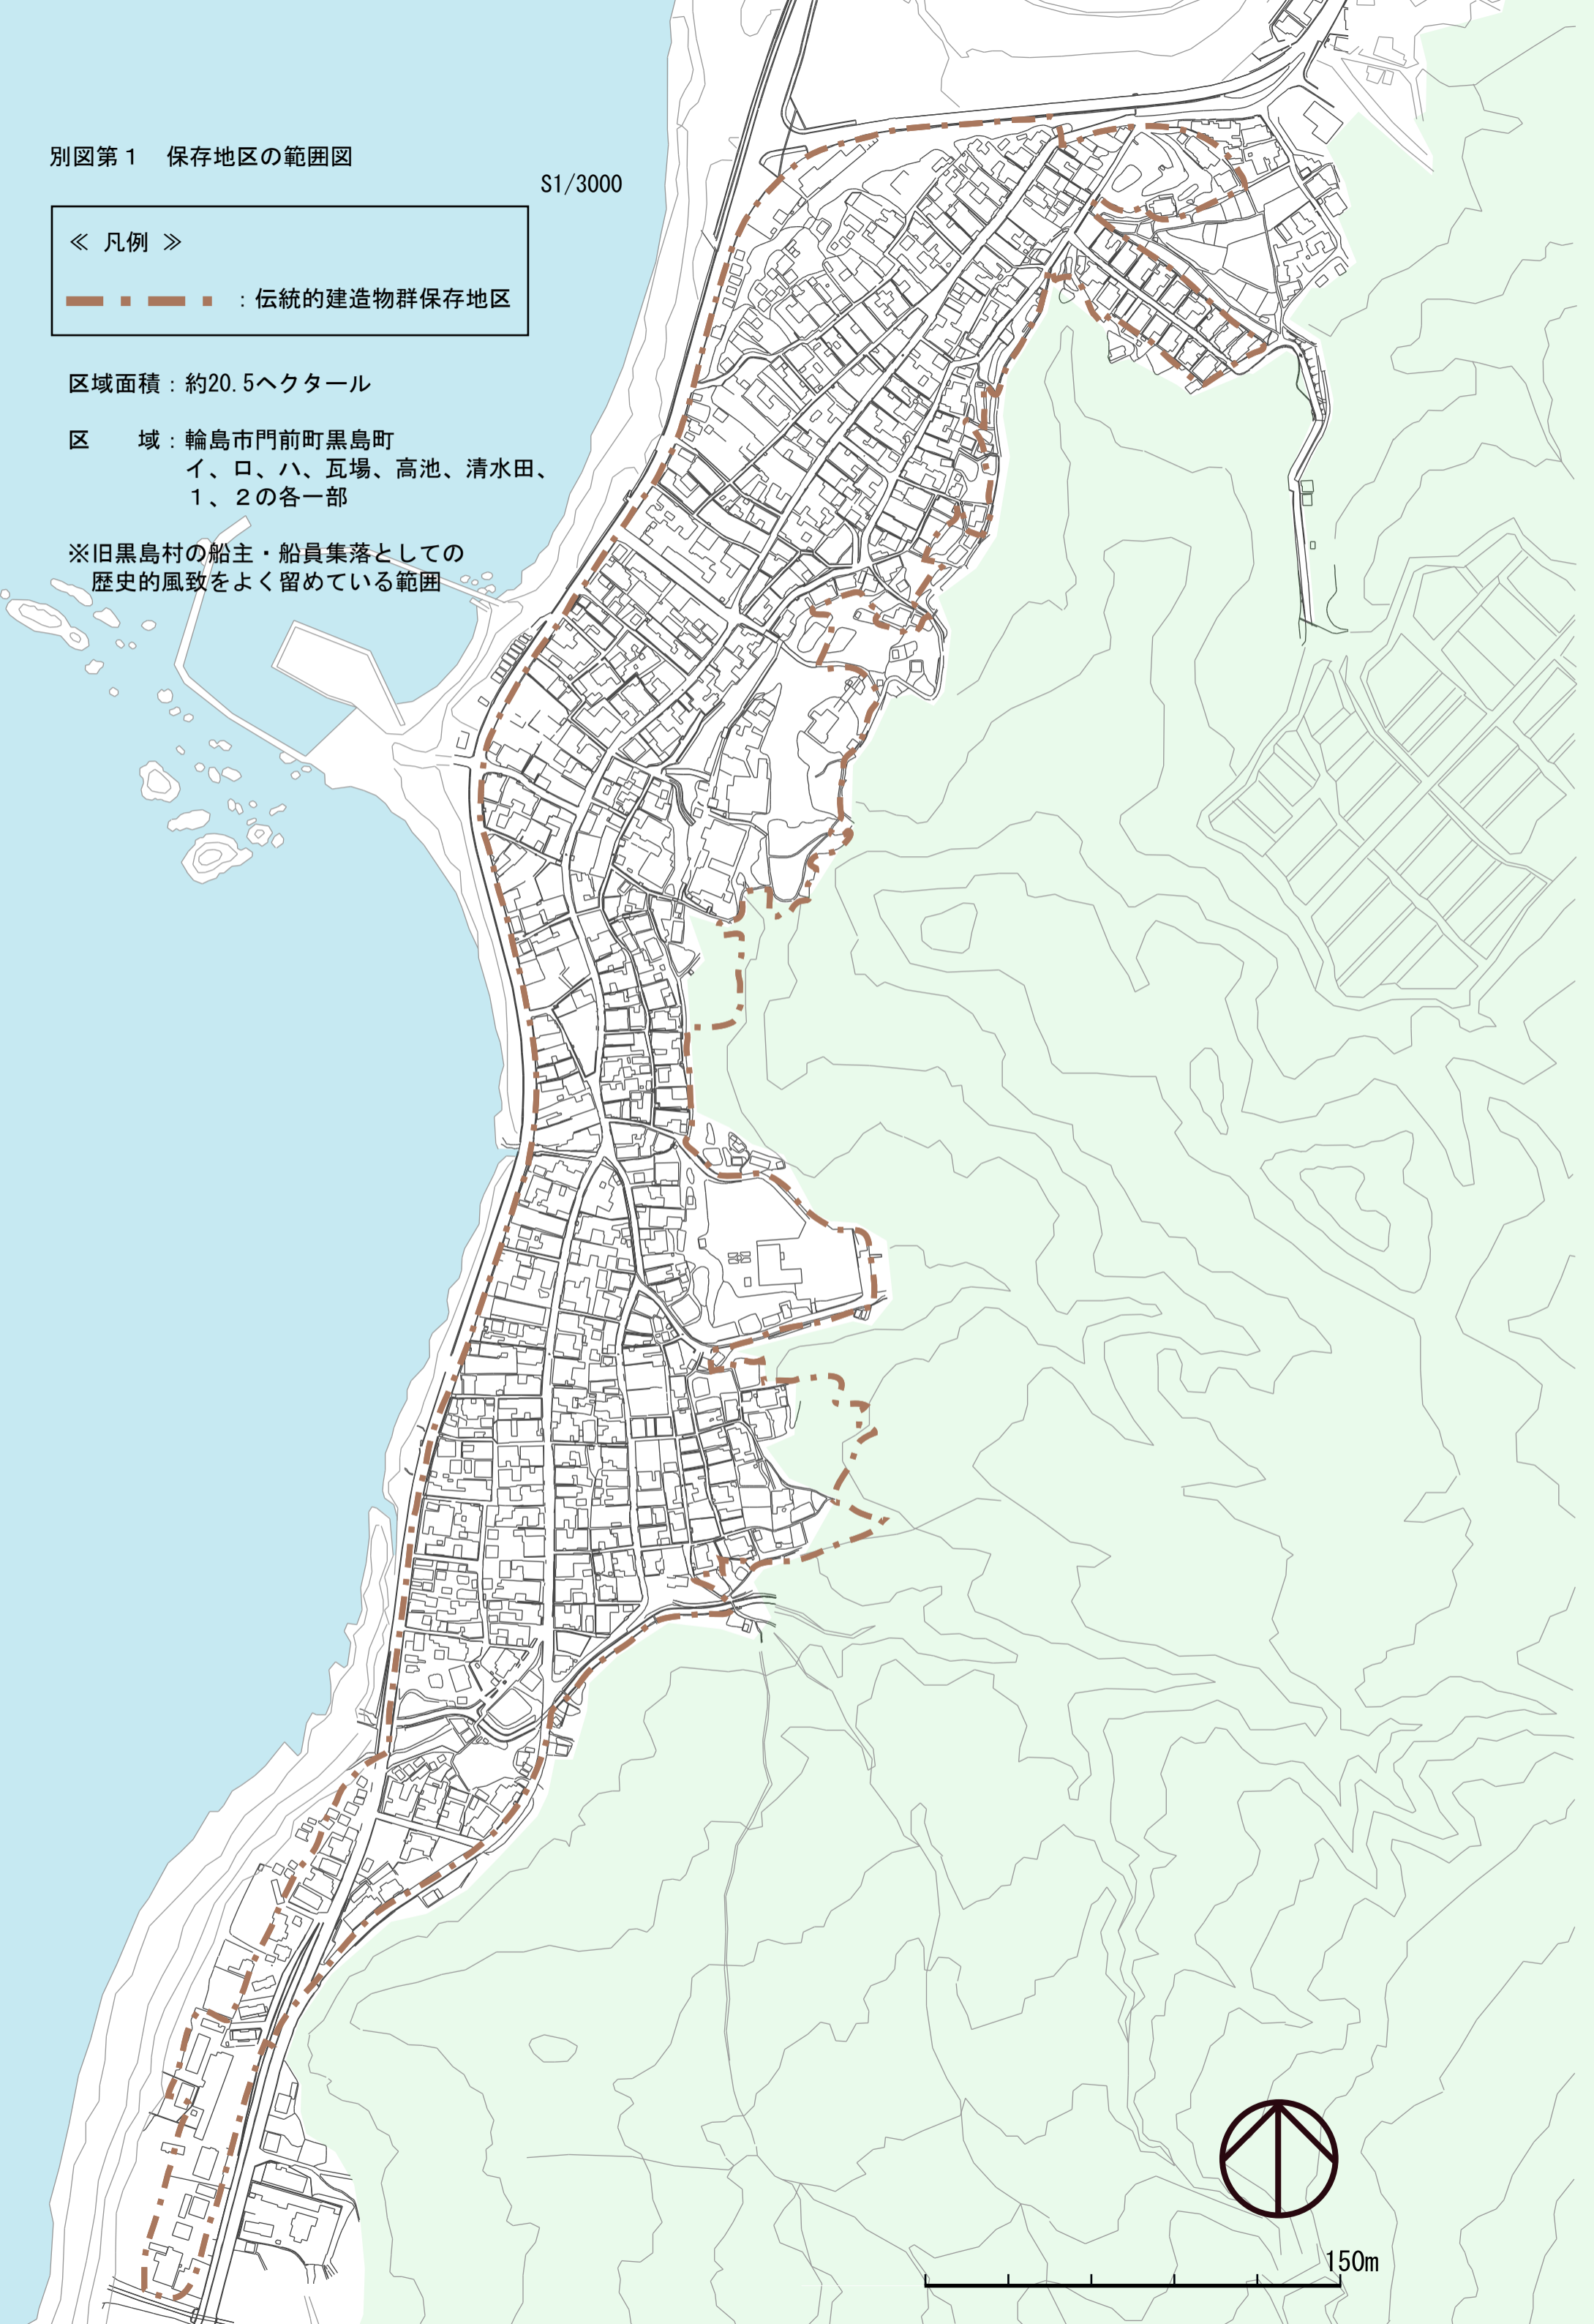 別図第１　保存地区の範囲図
S1/3000
≪ 凡例 ≫
：伝統的建造物群保存地区
区域面積：約20.5ヘクタール
区　　域：輪島市門前町黒島町
イ、ロ、ハ、瓦場、高池、清水田、
１、２の各一部
※旧黒島村の船主・船員集落としての
歴史的風致をよく留めている範囲
150m